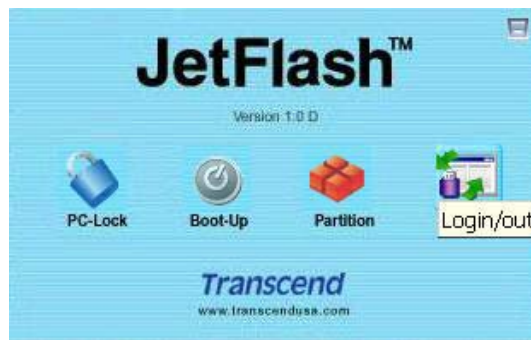 JetFlash™
Version 1.0 D
PC-Lock Boot-Up Partition Login/out
Transcend
www.transcendusa.com